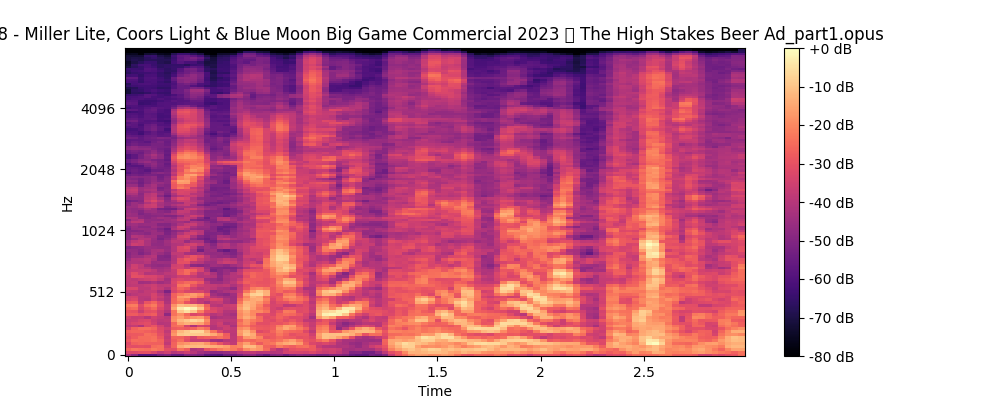 8 - Miller Lite, Coors Light & Blue Moon Big Game Commercial 2023 ▯ The High Stakes Beer Ad_part1.opus
+0 dB
4096
-10 dB
-20 dB
2048
-30 dB
Hz
1024
-40 dB
-50 dB
512
-60 dB
-70 dB
0
-80 dB
0
0.5
1
1.5
2
2.5
Time